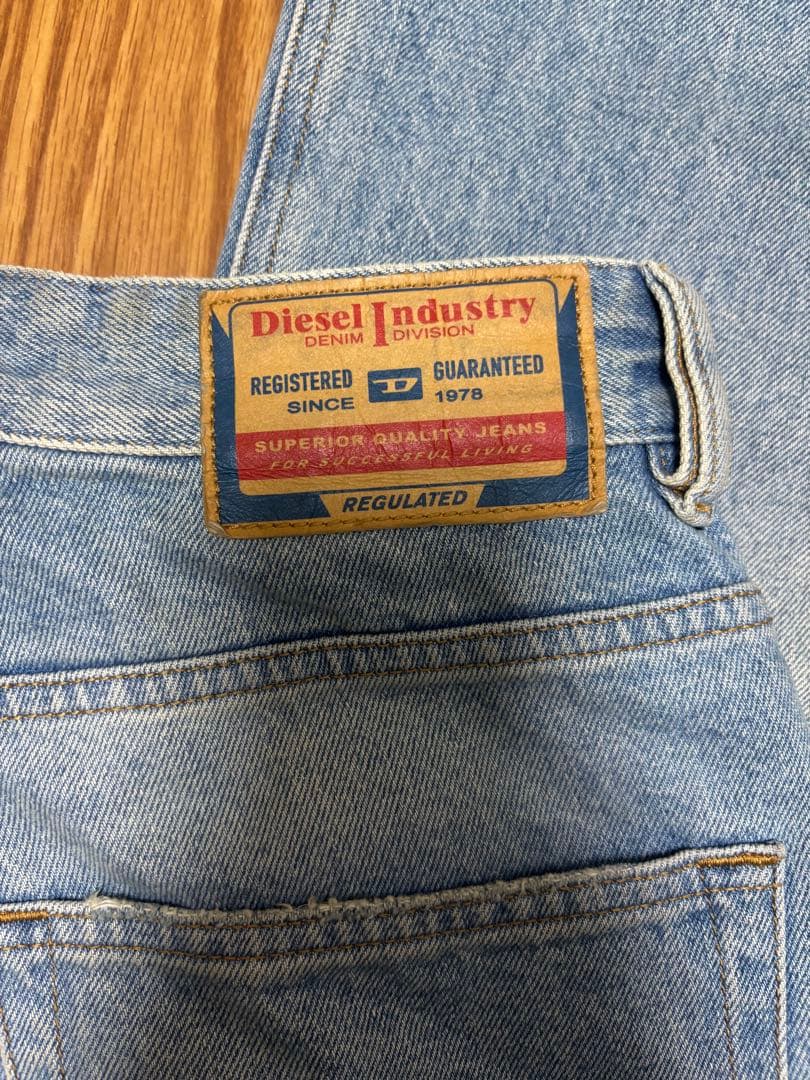 Diesel Industry
DENIM DIVISION
REGISTERED D GUARANTEED
SINCE 1978
SUPERIOR QUALITY JEANS
FOR SUCCESSFUL LIVING
REGULATED